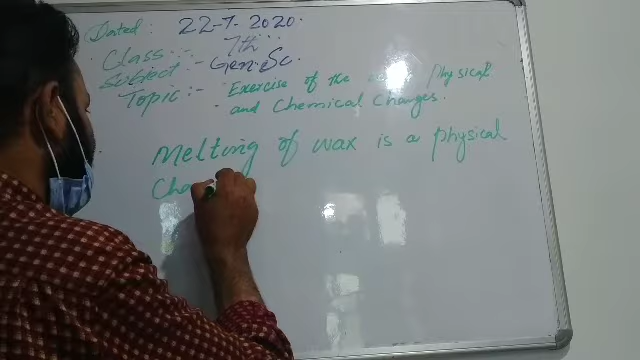 Dated: 22-7-2020.
Class:- 7th
Subject:- Gen. Sc.
Topic:- Exercise of the Physical
and Chemical Changes.
Melting of wax is a physical
Cha